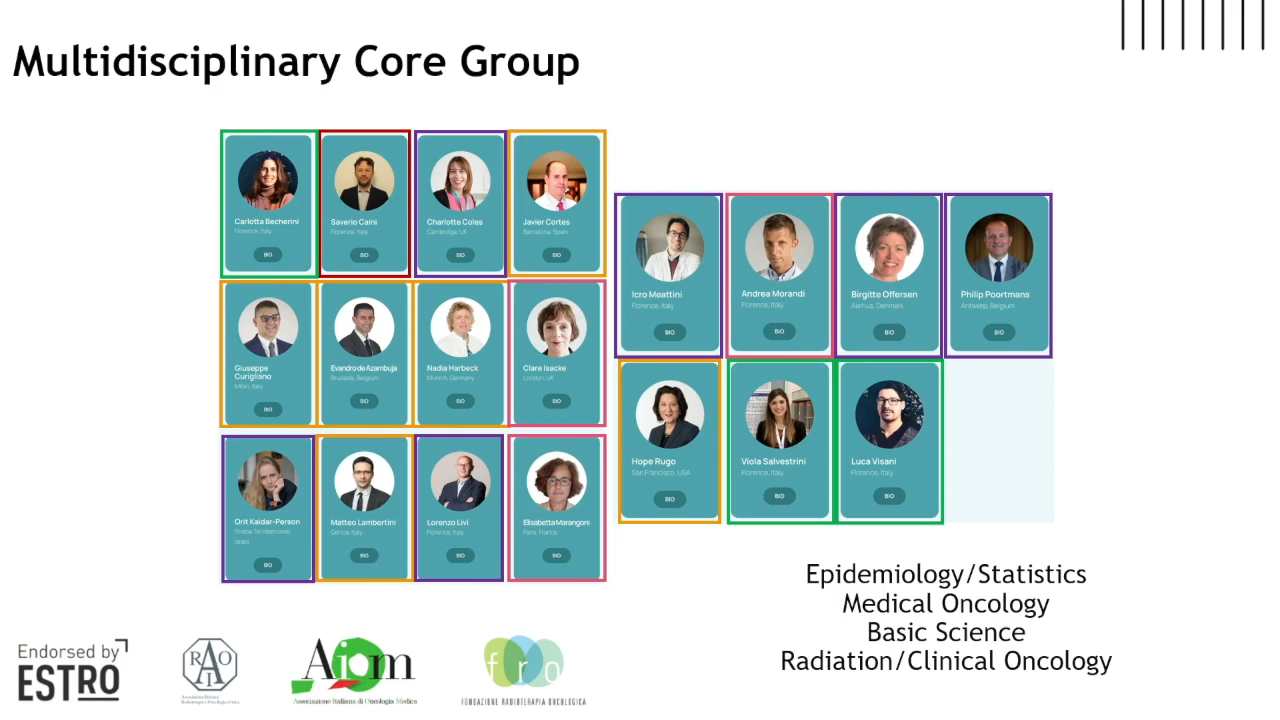 Multidisciplinary Core Group
Carlotta Becherini
Florence, Italy
BIO
Saverio Caini
Florence, Italy
BIO
Charlotte Coles
Cambridge, UK
BIO
Javier Cortes
Barcelona, Spain
BIO
Giuseppe
Curigliano
Milan, Italy
BIO
Evandro de Azambuja
Brussels, Belgium
BIO
Nadia Harbeck
Munich, Germany
BIO
Clare Isacke
London, UK
BIO
Orit Kaidar-Person
Sheba Tel Hashomer,
Israel
BIO
Matteo Lambertini
Genoa, Italy
BIO
Lorenzo Livi
Florence, Italy
BIO
Elisabetta Marangoni
Paris, France
BIO
Icro Meattini
Florence, Italy
BIO
Andrea Morandi
Florence, Italy
BIO
Birgitte Offersen
Aarhus, Denmark
BIO
Philip Poortmans
Antwerp, Belgium
BIO
Hope Rugo
San Francisco, USA
BIO
Viola Salvestrini
Florence, Italy
BIO
Luca Visani
Florence, Italy
BIO
Epidemiology/Statistics
Medical Oncology
Basic Science
Radiation/Clinical Oncology
Endorsed by
ESTRO
RAO
I
Aiom
Associazione Italiana di Oncologia Medica
fro
FONDAZIONE RADIOTERAPIA ONCOLOGICA